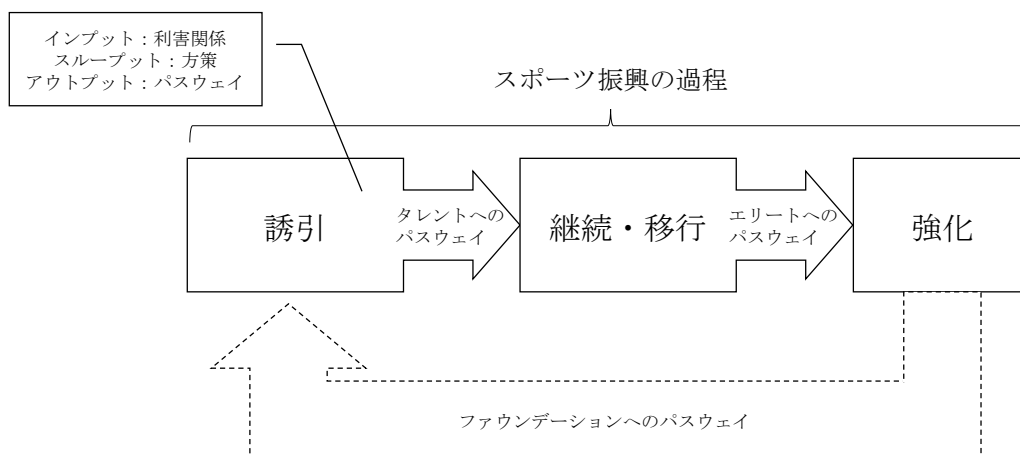 インプット：利害関係
スループット：方策
アウトプット：パスウェイ
スポーツ振興の過程
誘引
タレントへの
パスウェイ
継続・移行
エリートへの
パスウェイ
強化
ファウンデーションへのパスウェイ